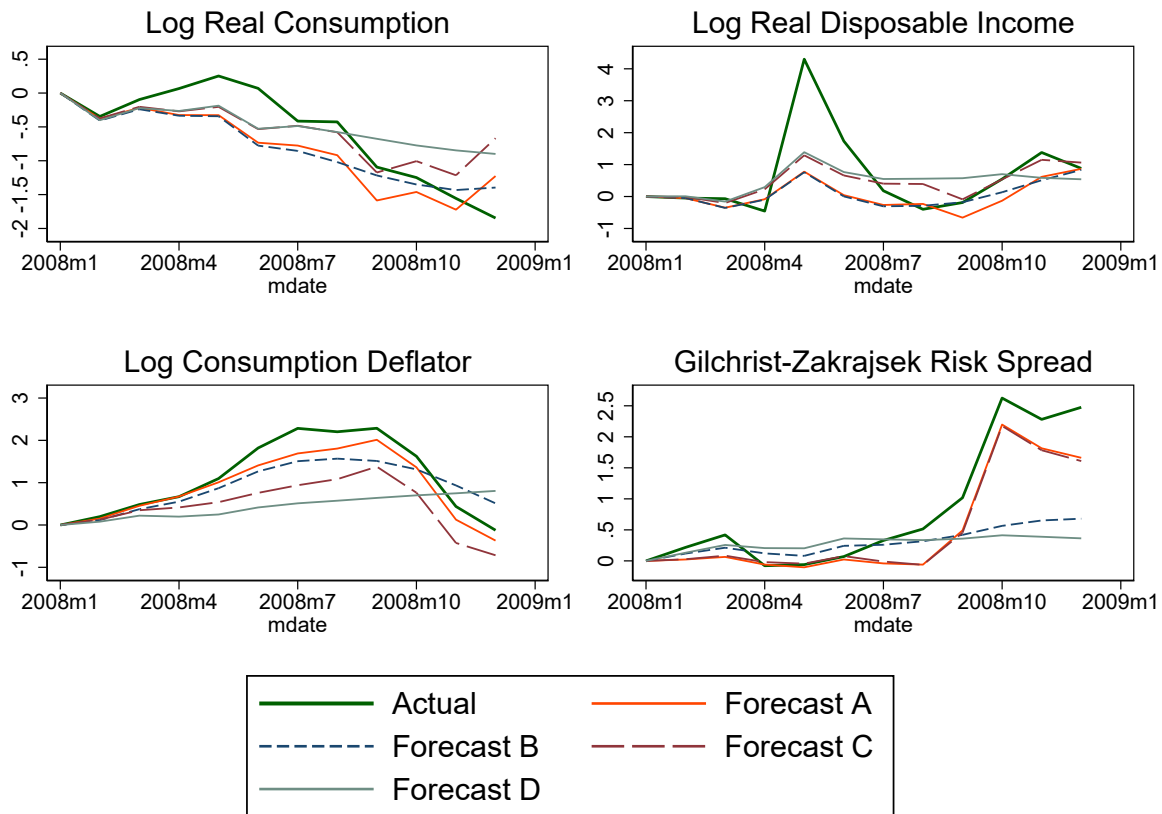 Log Real Consumption
.5
0
-.5
-1
-1.5
-2
2008m1 2008m4 2008m7 2008m10 2009m1
mdate
Log Real Disposable Income
4
3
2
1
0
-1
2008m1 2008m4 2008m7 2008m10 2009m1
mdate
Log Consumption Deflator
3
2
1
0
-1
2008m1 2008m4 2008m7 2008m10 2009m1
mdate
Gilchrist-Zakrajsek Risk Spread
2.5
2
1.5
1
.5
0
2008m1 2008m4 2008m7 2008m10 2009m1
mdate
Actual Forecast A
Forecast B Forecast C
Forecast D